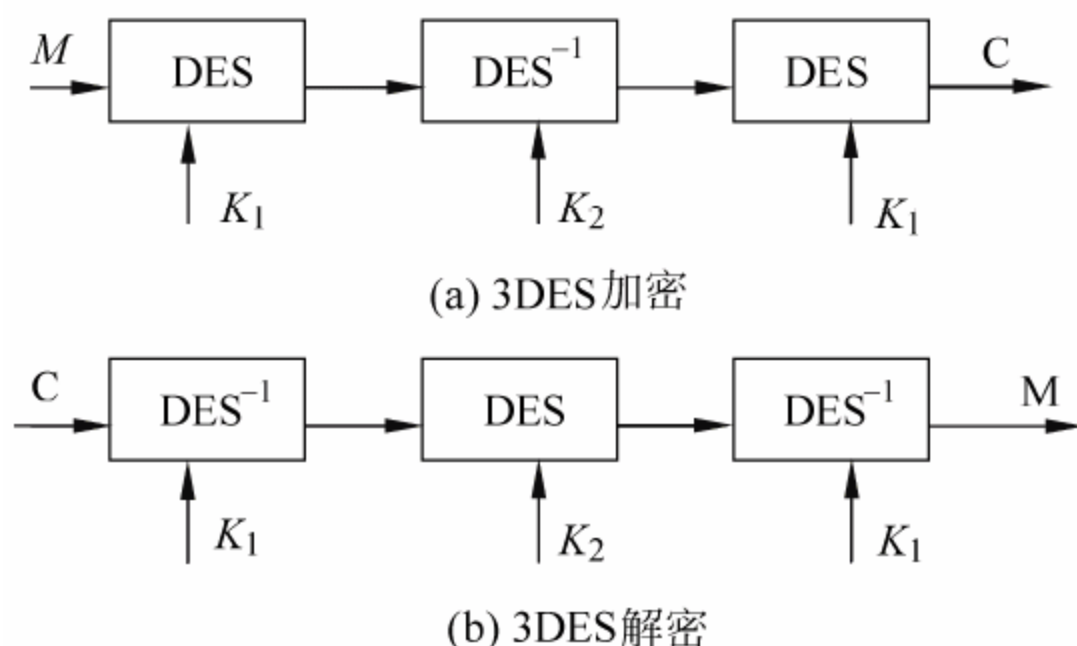 M DES DES⁻¹ DES C
K₁ K₂ K₁
(a) 3DES加密
C DES⁻¹ DES DES⁻¹ M
K₁ K₂ K₁
(b) 3DES解密